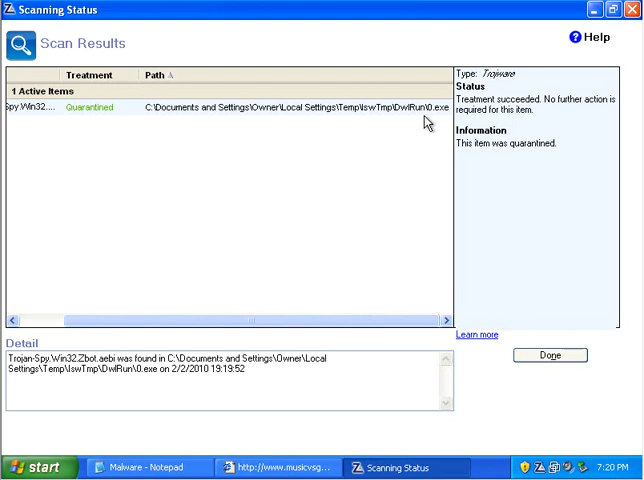 Scanning Status
Scan Results
Help
Treatment Path
1 Active Items
Spy.Win32.... Quarantined C:\Documents and Settings\Owner\Local Settings\Temp\IswTmp\DwlRun\0.exe
Type: Trojware
Status
Treatment succeeded. No further action is
required for this item.
Information
This item was quarantined.
Learn more
Detail
Trojan-Spy.Win32.Zbot.aebi was found in C:\Documents and Settings\Owner\Local
Settings\Temp\IswTmp\DwlRun\0.exe on 2/2/2010 19:19:52
Done
start
Malware - Notepad
http://www.musicvsg...
Scanning Status
7:20 PM